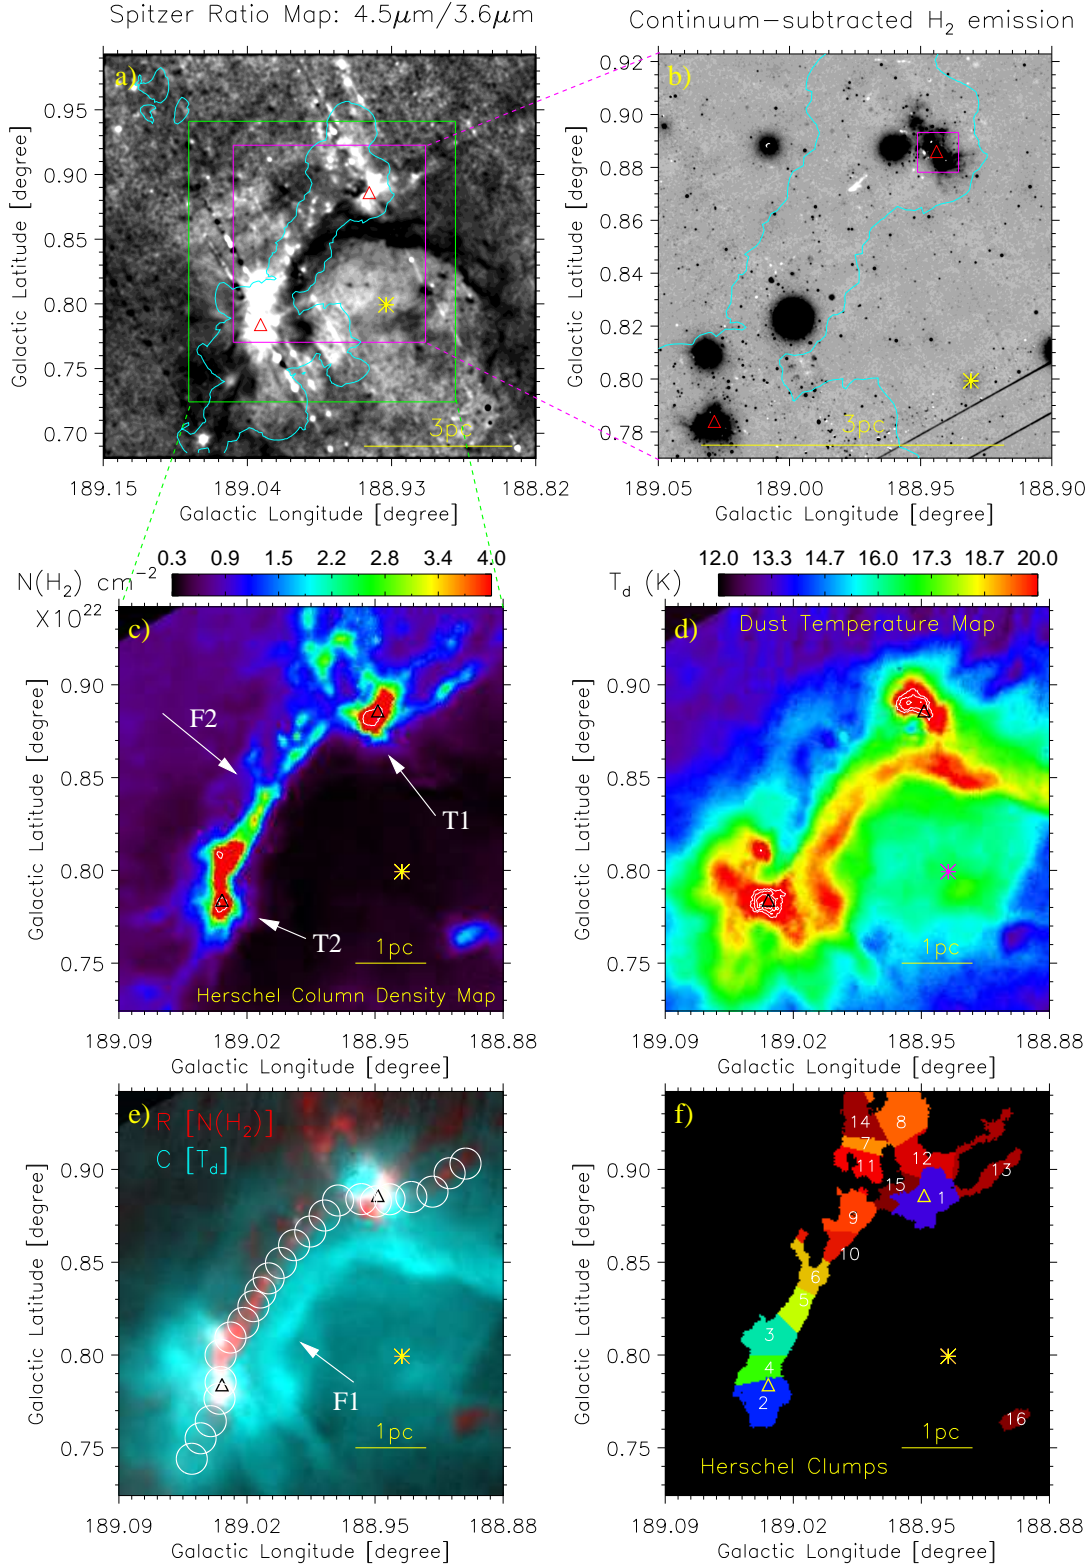 Spitzer Ratio Map: 4.5μm/3.6μm
Continuum−subtracted H₂ emission
a)
0.95
0.90
0.85
0.80
0.75
0.70
Galactic Latitude [degree]
3pc
189.15 189.04 188.93 188.82
Galactic Longitude [degree]
b)
0.92
0.90
0.88
0.86
0.84
0.82
0.80
0.78
Galactic Latitude [degree]
3pc
189.05 189.00 188.95 188.90
Galactic Longitude [degree]
0.3 0.9 1.5 2.2 2.8 3.4 4.0
N(H₂) cm⁻²
X10²²
c)
F2
T1
T2
1pc
Herschel Column Density Map
0.90
0.85
0.80
0.75
Galactic Latitude [degree]
189.09 189.02 188.95 188.88
Galactic Longitude [degree]
12.0 13.3 14.7 16.0 17.3 18.7 20.0
T_d (K)
d)
Dust Temperature Map
1pc
0.90
0.85
0.80
0.75
Galactic Latitude [degree]
189.09 189.02 188.95 188.88
Galactic Longitude [degree]
e)
R [N(H₂)]
C [T_d]
F1
1pc
0.90
0.85
0.80
0.75
Galactic Latitude [degree]
189.09 189.02 188.95 188.88
Galactic Longitude [degree]
f)
14
8
7
11
12
13
15
1
9
10
6
5
3
4
2
16
1pc
Herschel Clumps
0.90
0.85
0.80
0.75
Galactic Latitude [degree]
189.09 189.02 188.95 188.88
Galactic Longitude [degree]